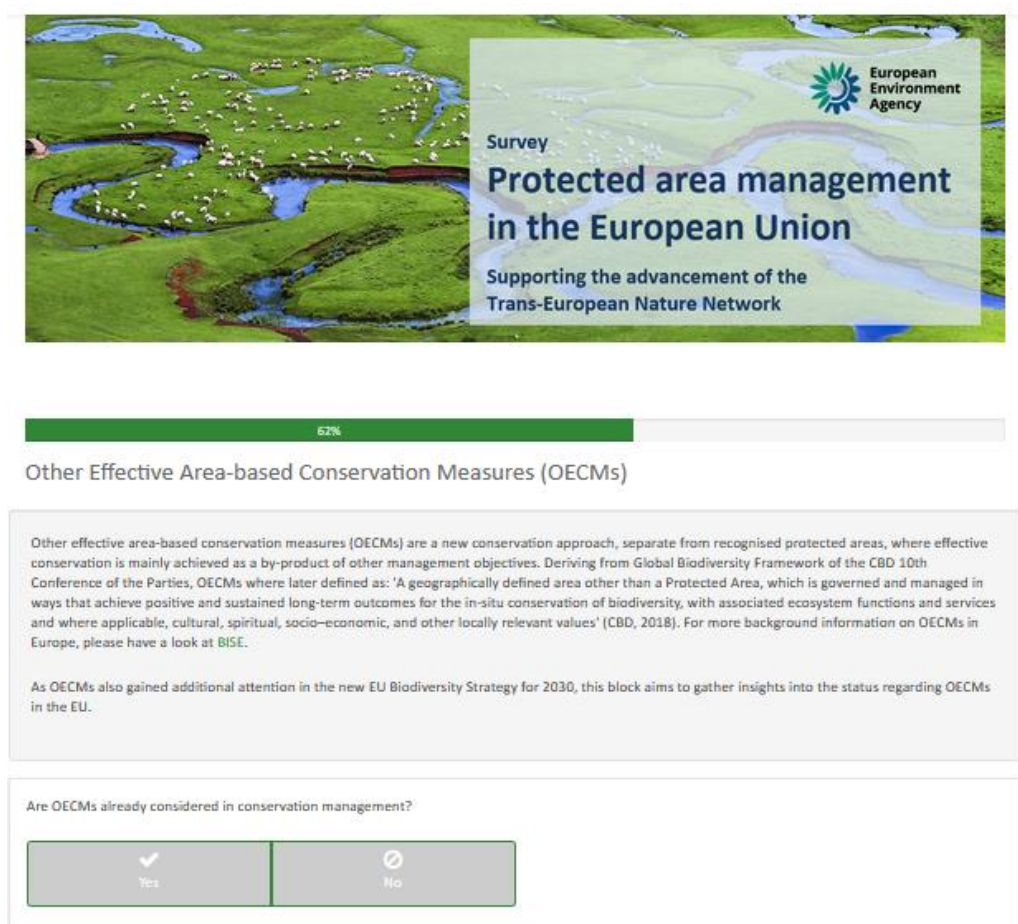 European
Environment
Agency
Survey
Protected area management
in the European Union
Supporting the advancement of the
Trans-European Nature Network
62%
Other Effective Area-based Conservation Measures (OECMs)
Other effective area-based conservation measures (OECMs) are a new conservation approach, separate from recognised protected areas, where effective
conservation is mainly achieved as a by-product of other management objectives. Deriving from Global Biodiversity Framework of the CBD 10th
Conference of the Parties, OECMs where later defined as: 'A geographically defined area other than a Protected Area, which is governed and managed in
ways that achieve positive and sustained long-term outcomes for the in-situ conservation of biodiversity, with associated ecosystem functions and services
and where applicable, cultural, spiritual, socio–economic, and other locally relevant values' (CBD, 2018). For more background information on OECMs in
Europe, please have a look at BISE.
As OECMs also gained additional attention in the new EU Biodiversity Strategy for 2030, this block aims to gather insights into the status regarding OECMs
in the EU.
Are OECMs already considered in conservation management?
Yes
No